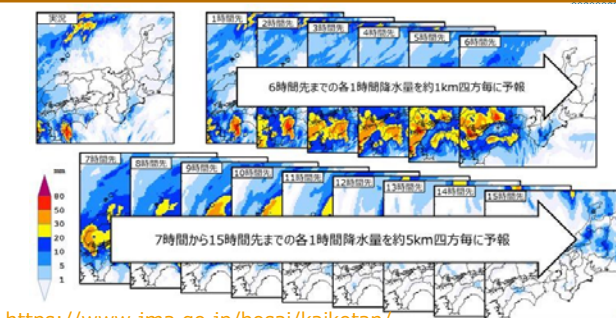 実況
1時間先
2時間先
3時間先
4時間先
5時間先
6時間先
6時間先までの各1時間降水量を約1km四方毎に予報
mm
80
50
30
20
10
5
1
7時間先
8時間先
9時間先
10時間先
11時間先
12時間先
13時間先
14時間先
15時間先
7時間から15時間先までの各1時間降水量を約5km四方毎に予報
https://www.jma.go.jp/bosai/kaikotan/